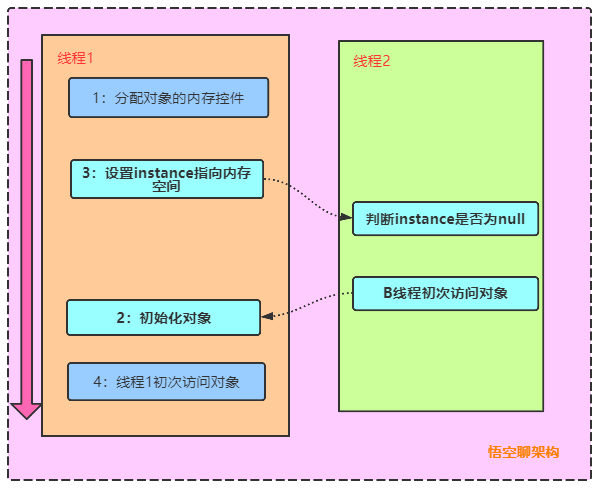 线程1
1：分配对象的内存控件
3：设置instance指向内存
空间
2：初始化对象
4：线程1初次访问对象
线程2
判断instance是否为null
B线程初次访问对象
悟空聊架构